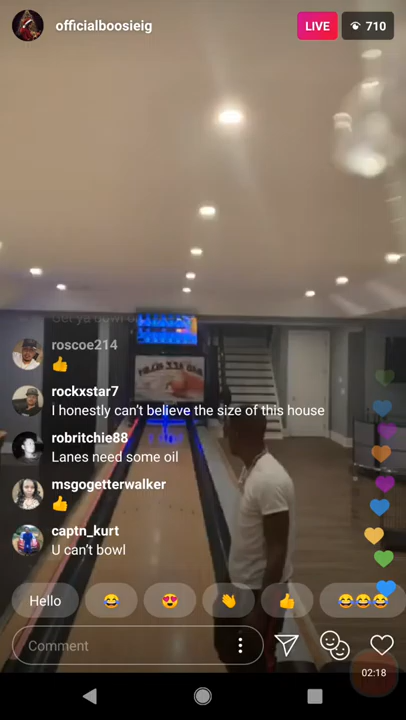 officialboosieig
LIVE
710
roscoe214
👍
rockxstar7
I honestly can't believe the size of this house
robritchie88
Lanes need some oil
msgogetterwalker
👍
captn_kurt
U can't bowl
Hello 😂 😍 👏 👍 😂😂😂
Comment
02:18